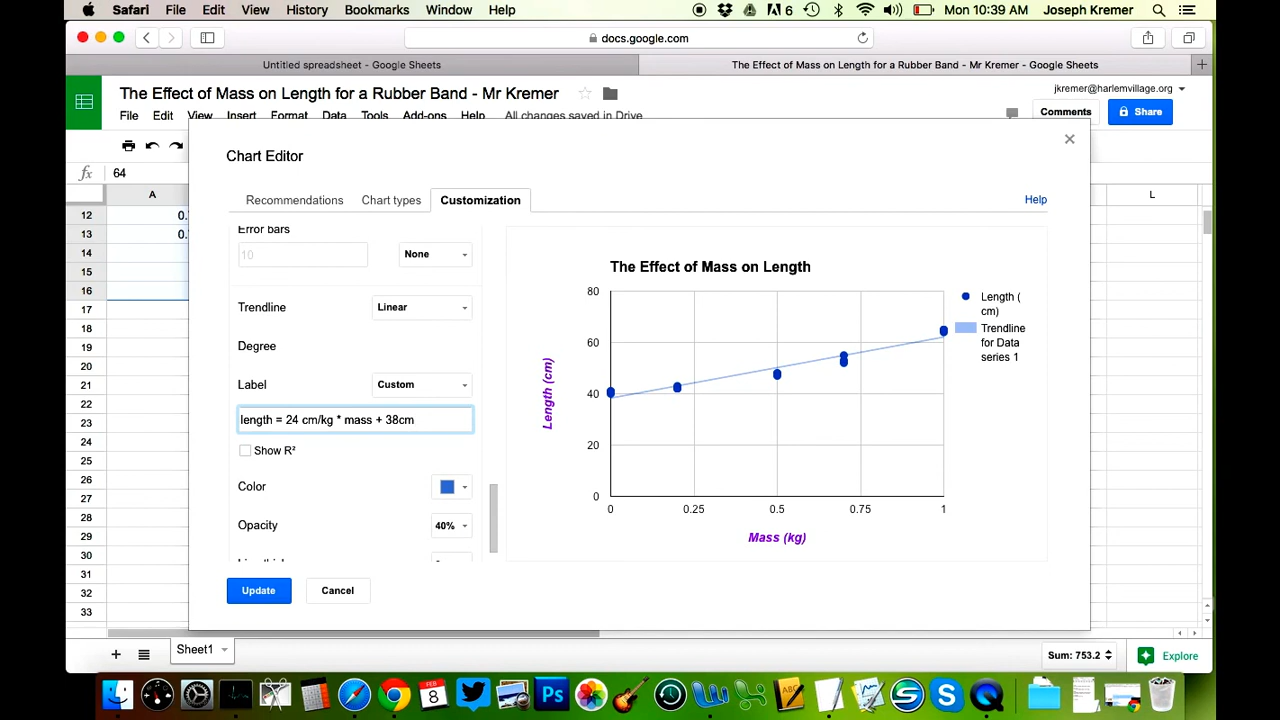 Safari File Edit View History Bookmarks Window Help 6 Mon 10:39 AM Joseph Kremer
docs.google.com
Untitled spreadsheet - Google Sheets
The Effect of Mass on Length for a Rubber Band - Mr Kremer - Google Sheets
The Effect of Mass on Length for a Rubber Band - Mr Kremer
jkremer@harlemvillage.org
File Edit View Insert Format Data Tools Add-ons Help All changes saved in Drive
Comments
Share
fx 64
A
L
12
13
14
15
16
17
18
19
20
21
22
23
24
25
26
27
28
29
30
31
32
33
0.
0.
Chart Editor
Recommendations Chart types Customization
Help
Error bars
10 None
Trendline Linear
Degree
Label Custom
length = 24 cm/kg * mass + 38cm
Show R²
Color
Opacity 40%
Update Cancel
The Effect of Mass on Length
80
60
40
20
0
Length (cm)
0 0.25 0.5 0.75 1
Mass (kg)
Length (
cm)
Trendline
for Data
series 1
Sheet1
Sum: 753.2
Explore
FEB
8